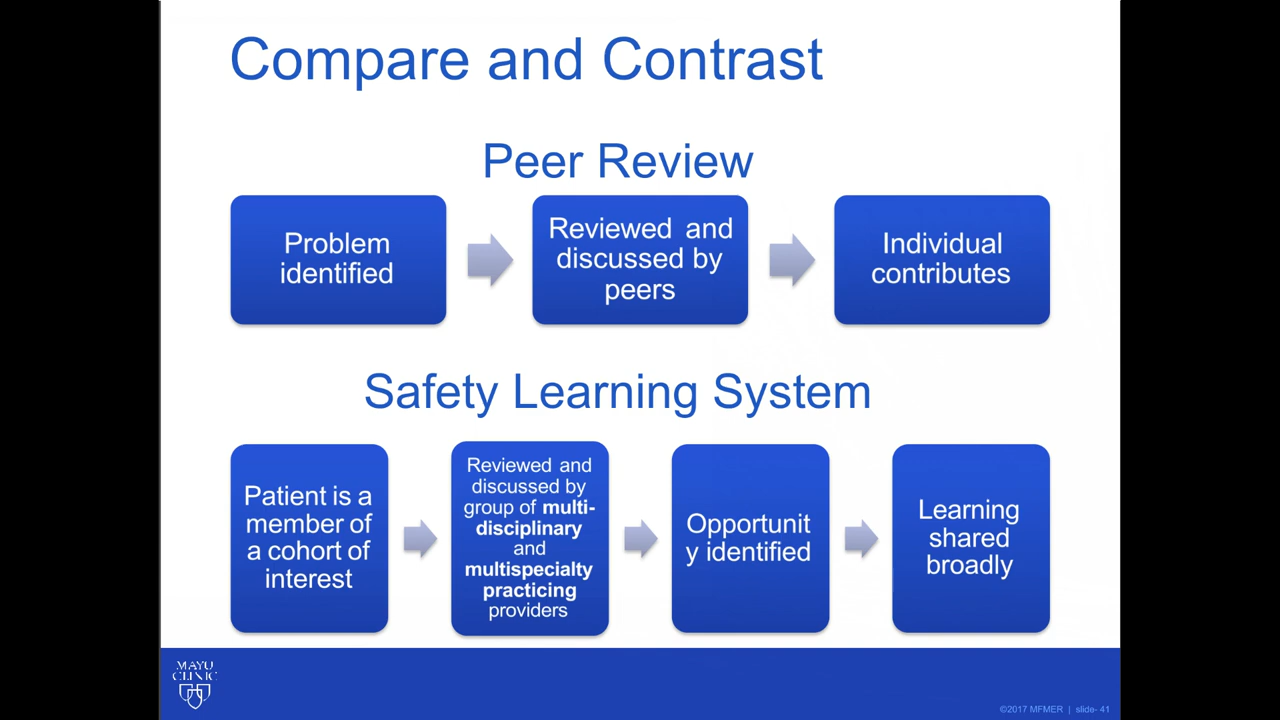 Compare and Contrast
Peer Review
Problem
identified
Reviewed and
discussed by
peers
Individual
contributes
Safety Learning System
Patient is a
member of
a cohort of
interest
Reviewed and
discussed by
group of multi-
disciplinary
and
multispecialty
practicing
providers
Opportunit
y identified
Learning
shared
broadly
MAYO
CLINIC
©2017 MFMER | slide- 41